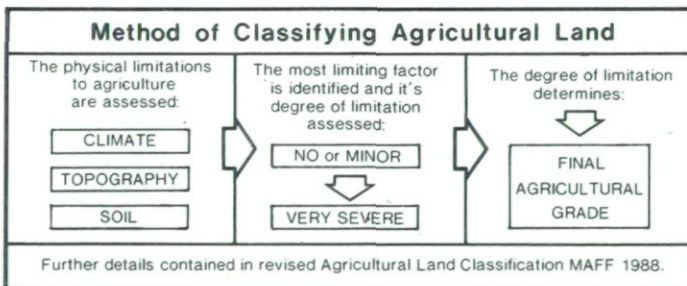 Method of Classifying Agricultural Land
The physical limitations
to agriculture
are assessed:
CLIMATE
TOPOGRAPHY
SOIL
The most limiting factor
is identified and it's
degree of limitation
assessed:
NO or MINOR
VERY SEVERE
The degree of limitation
determines:
FINAL
AGRICULTURAL
GRADE
Further details contained in revised Agricultural Land Classification MAFF 1988.